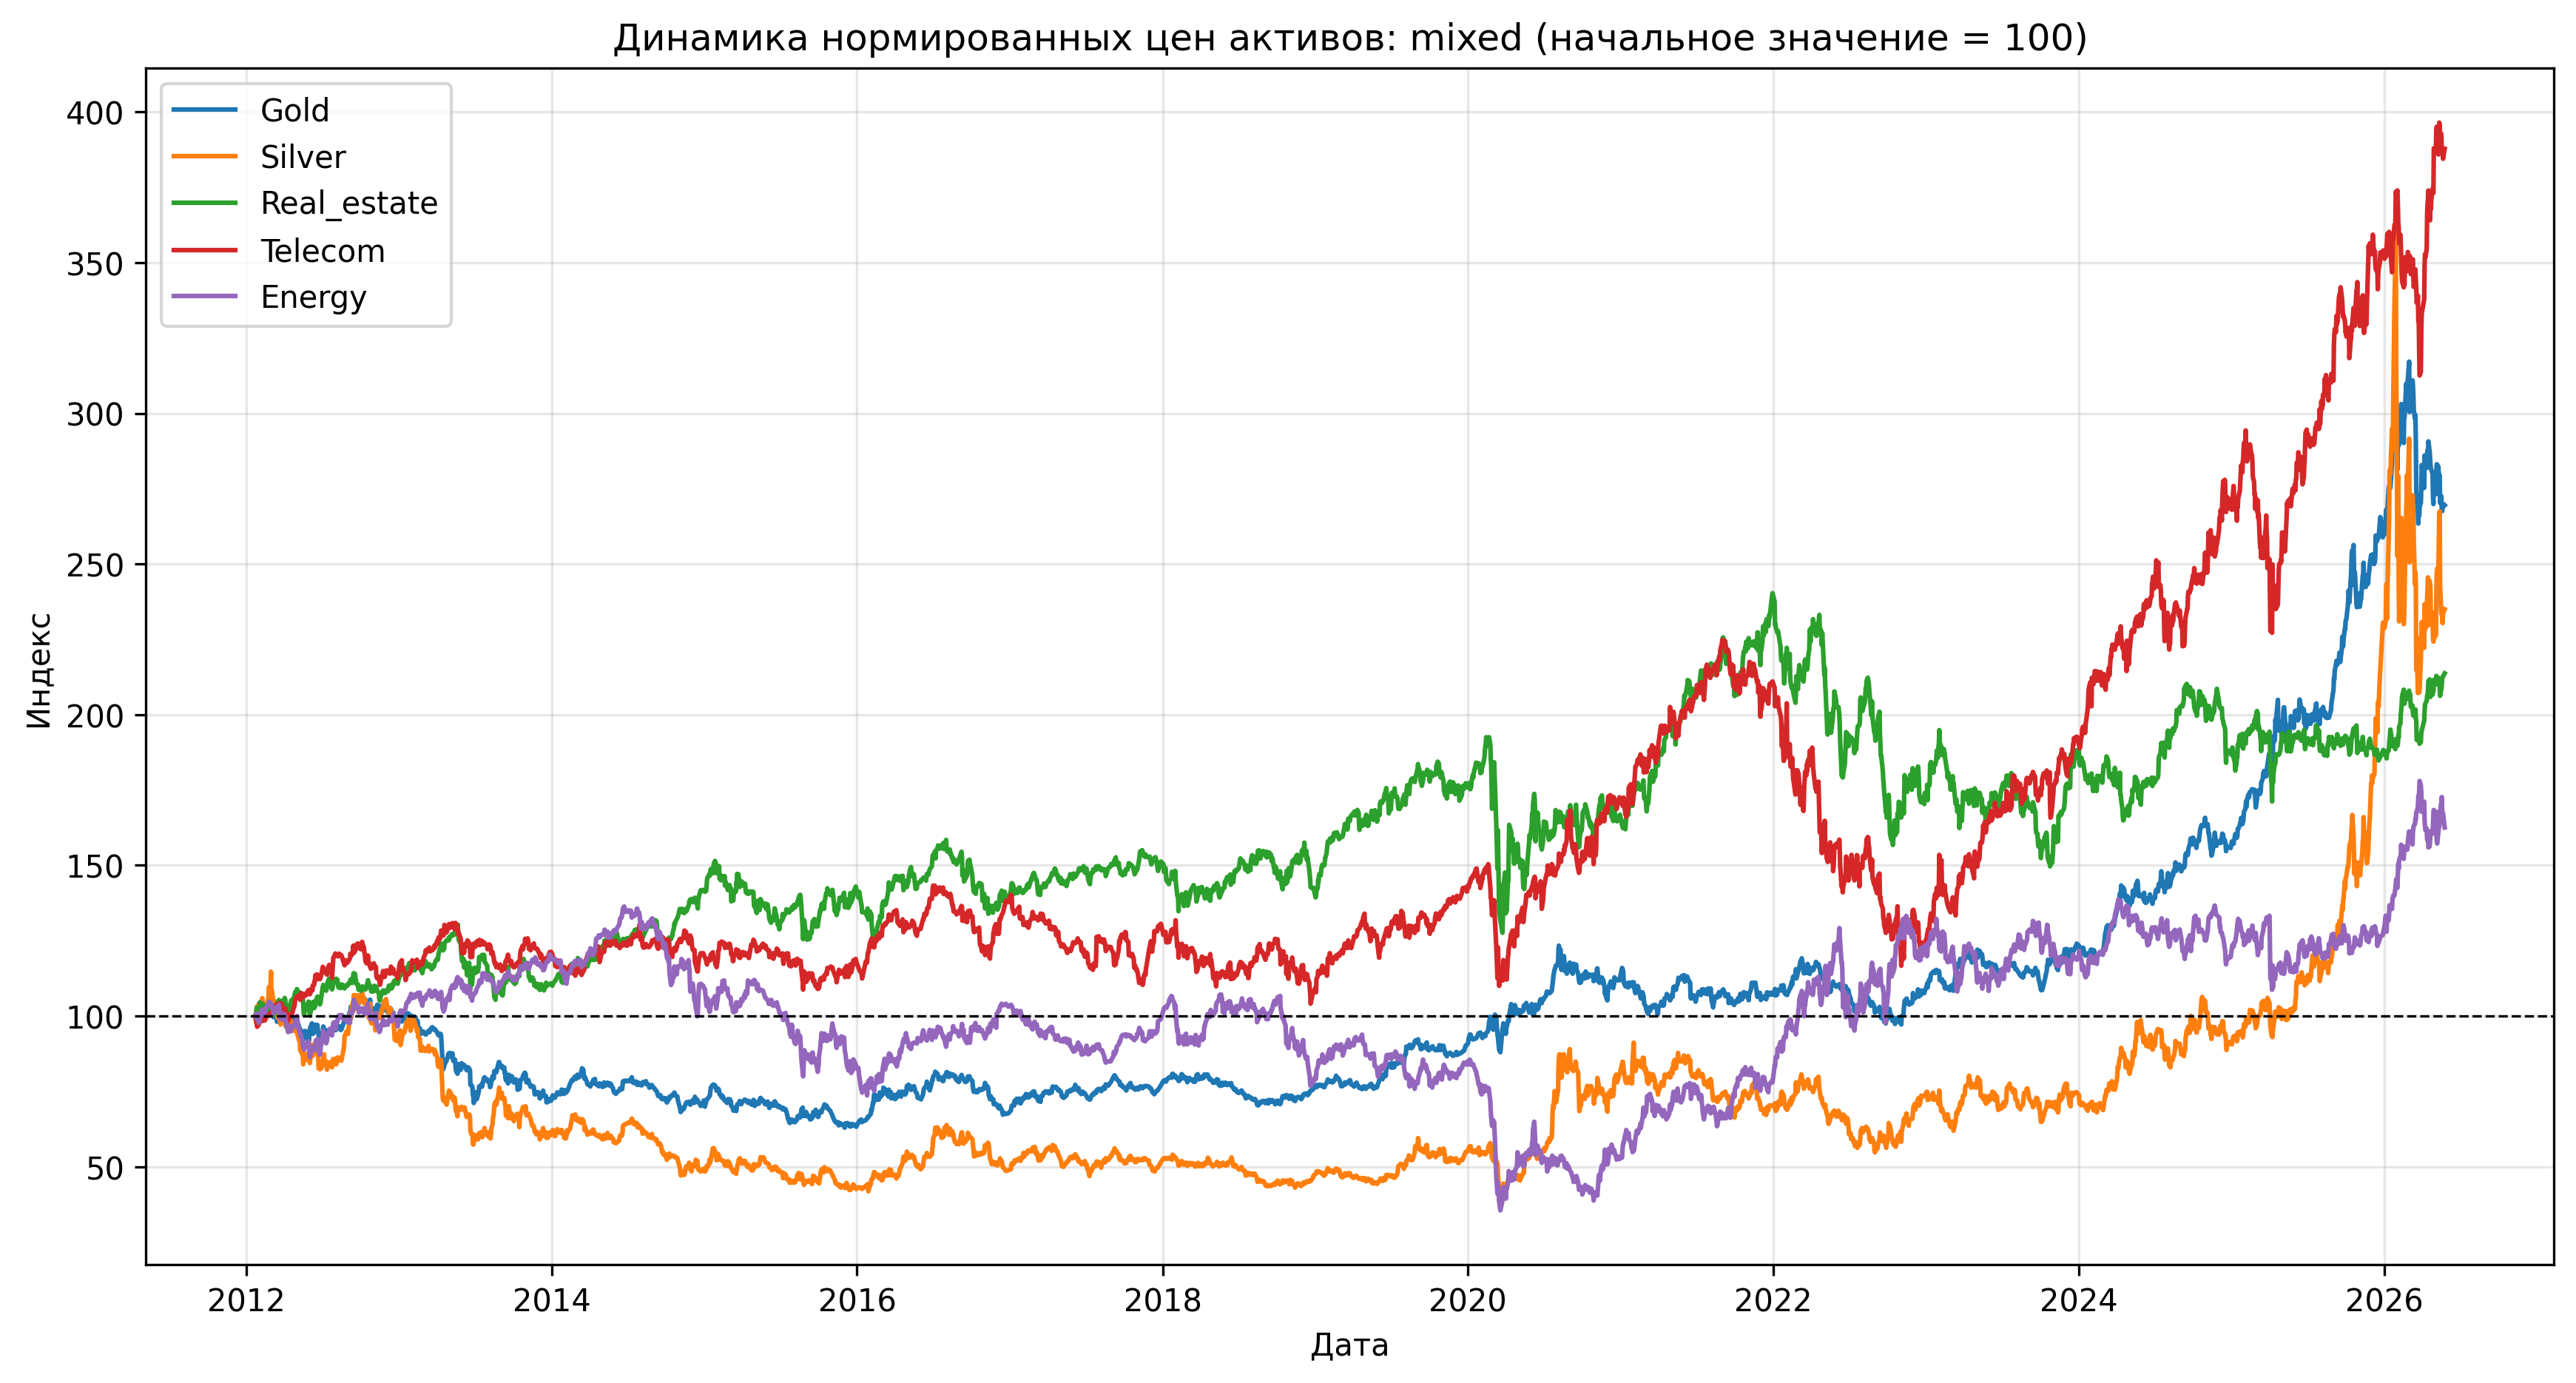 Динамика нормированных цен активов: mixed (начальное значение = 100)
Gold
Silver
Real_estate
Telecom
Energy
400
350
300
250
200
150
100
50
Индекс
2012 2014 2016 2018 2020 2022 2024 2026
Дата